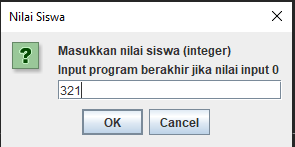 Nilai Siswa
Masukkan nilai siswa (integer)
Input program berakhir jika nilai input 0
321
OK
Cancel